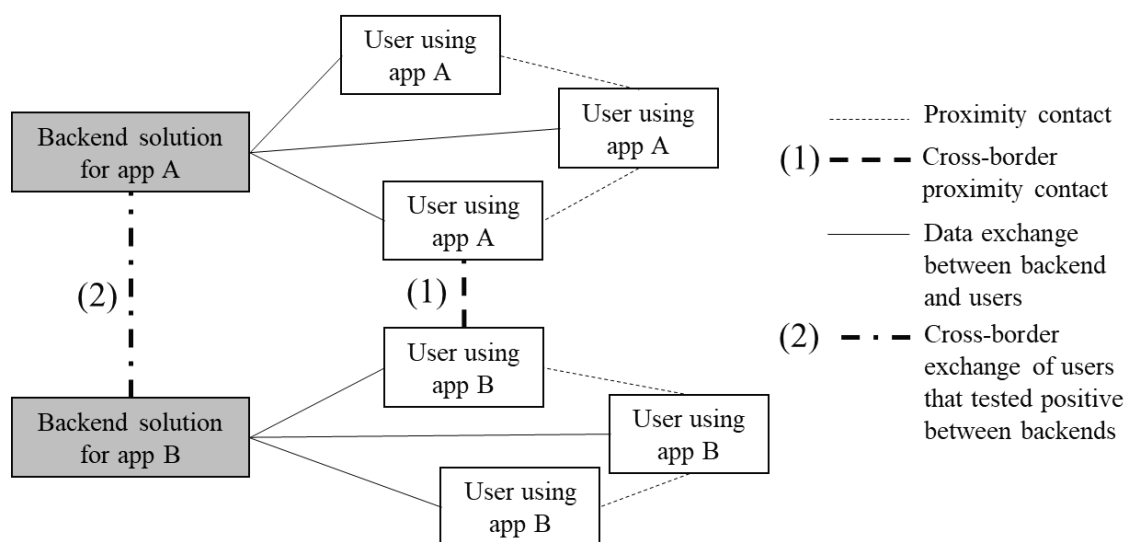 User using
app A
User using
app A
Backend solution
for app A
User using
app A
(2)
(1)
User using
app B
Backend solution
for app B
User using
app B
User using
app B
Proximity contact
(1)
Cross-border
proximity contact
Data exchange
between backend
and users
(2)
Cross-border
exchange of users
that tested positive
between backends